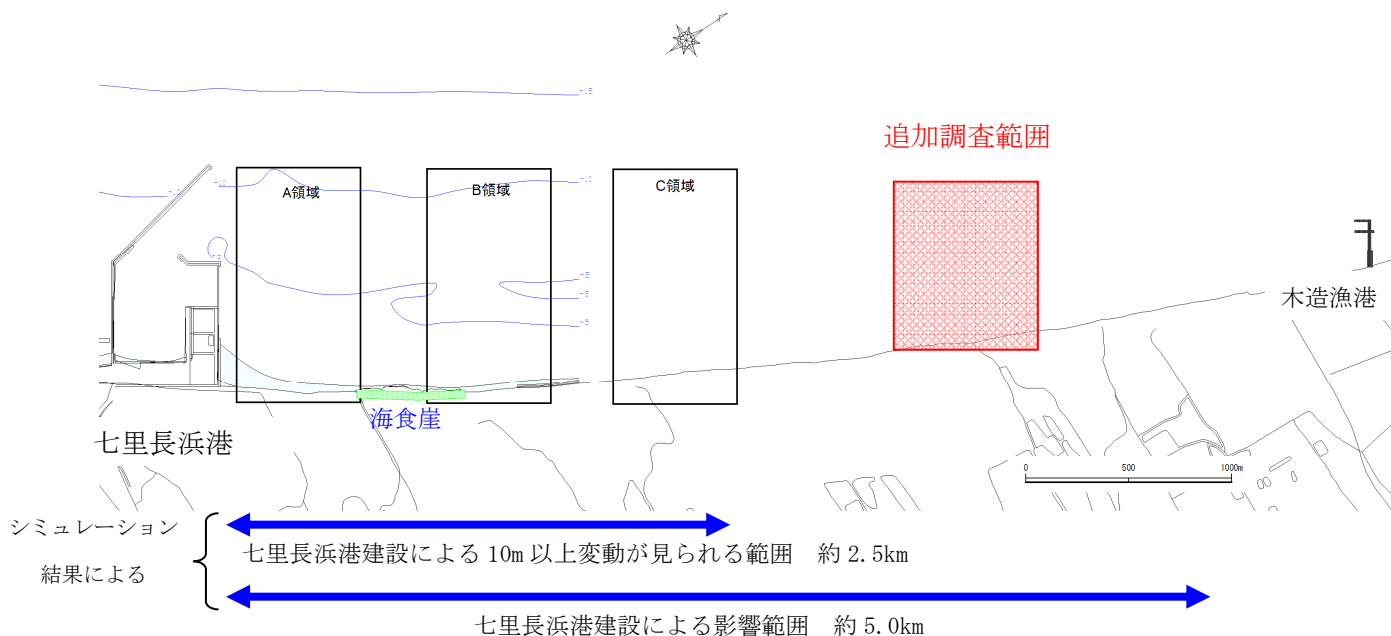 追加調査範囲
A領域
B領域
C領域
木造漁港
海食崖
七里長浜港
0 500 1000m
シミュレーション
結果による
七里長浜港建設による 10m 以上変動が見られる範囲 約 2.5km
七里長浜港建設による影響範囲 約 5.0km